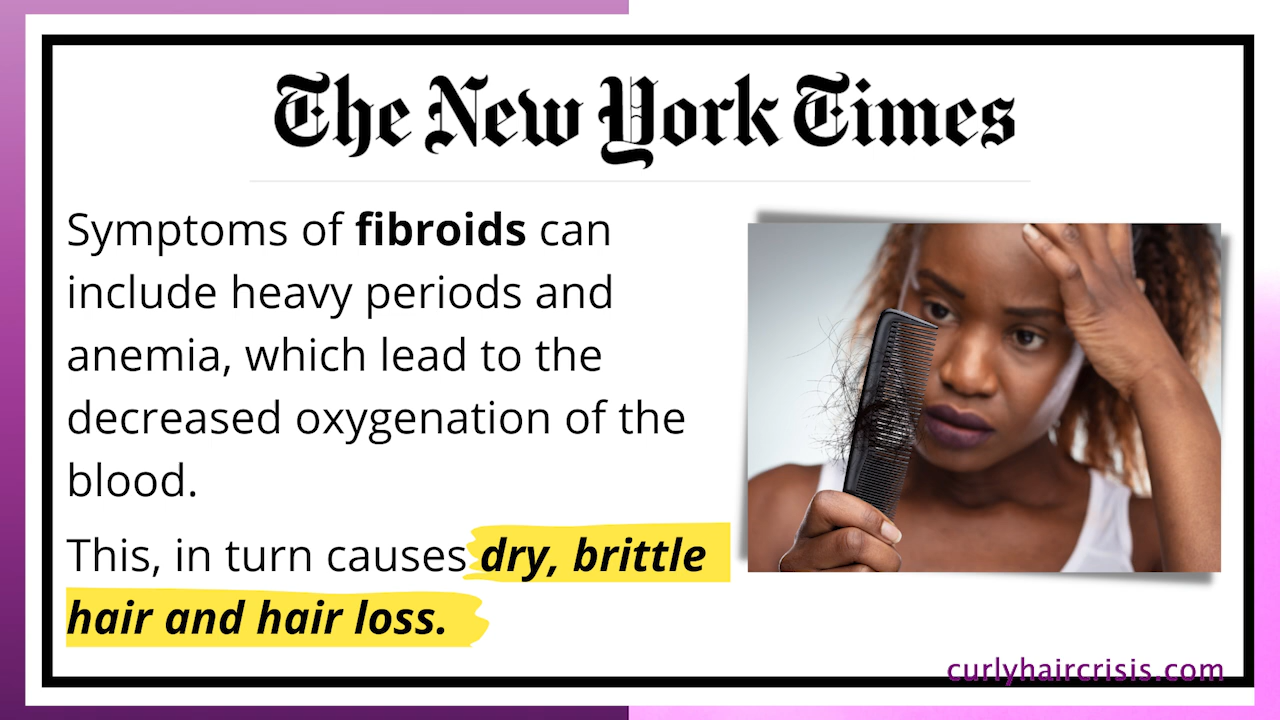 The New York Times
Symptoms of fibroids can
include heavy periods and
anemia, which lead to the
decreased oxygenation of the
blood.
This, in turn causes dry, brittle
hair and hair loss.
curlyhaircrisis.com